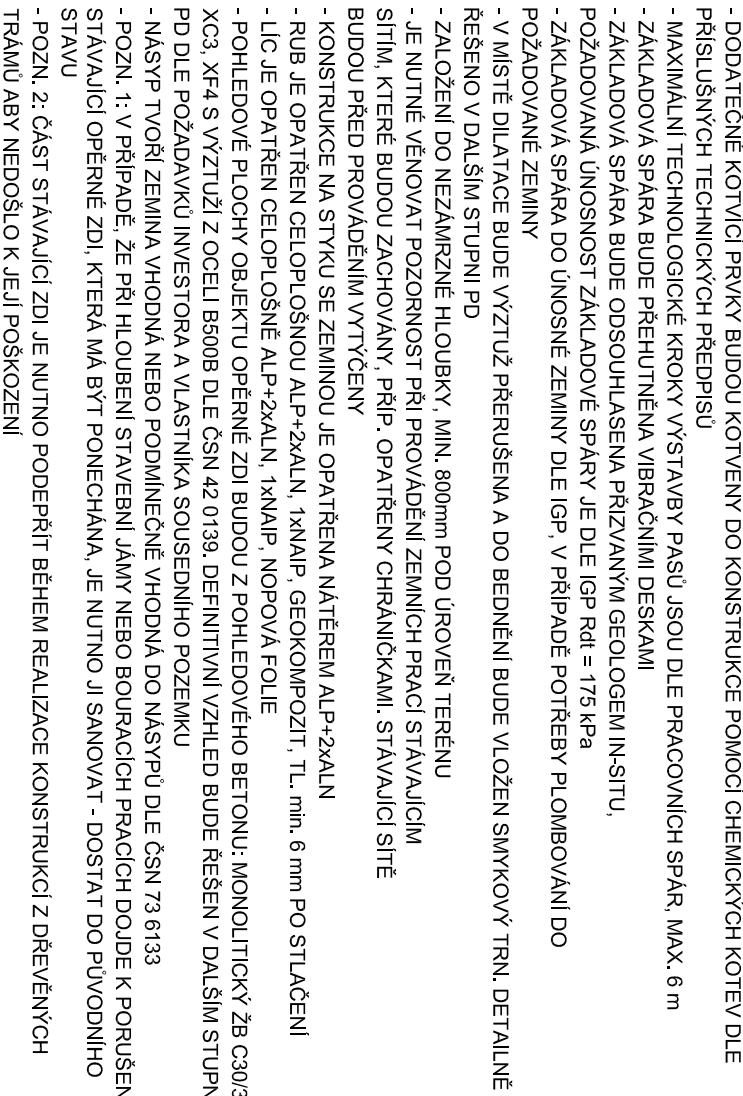 - DODATEČNÉ KOTVICÍ PRVKY BUDOU KOTVENY DO KONSTRUKCE POMOCÍ CHEMICKÝCH KOTEV DLE
PŘÍSLUŠNÝCH TECHNICKÝCH PŘEDPISŮ
- MAXIMÁLNÍ TECHNOLOGICKÉ KROKY VÝSTAVBY PASŮ JSOU DLE PRACOVNÍCH SPÁR, MAX. 6 m
- ZÁKLADOVÁ SPÁRA BUDE PŘEHUTNĚNA VIBRAČNÍMI DESKAMI
- ZÁKLADOVÁ SPÁRA BUDE ODSOUHLASENA PŘIZVANÝM GEOLOGEM IN-SITU,
POŽADOVANÁ ÚNOSNOST ZÁKLADOVÉ SPÁRY JE DLE IGP Rdt = 175 kPa
- ZÁKLADOVÁ SPÁRA DO ÚNOSNÉ ZEMINY DLE IGP, V PŘÍPADĚ POTŘEBY PLOMBOVÁNÍ DO
POŽADOVANÉ ZEMINY
- V MÍSTĚ DILATACE BUDE VÝZTUŽ PŘERUŠENA A DO BEDNĚNÍ BUDE VLOŽEN SMYKOVÝ TRN. DETAILNĚ
ŘEŠENO V DALŠÍM STUPNI PD
- ZALOŽENÍ DO NEZÁMRZNÉ HLOUBKY, MIN. 800mm POD ÚROVEŇ TERÉNU
- JE NUTNÉ VĚNOVAT POZORNOST PŘI PROVÁDĚNÍ ZEMNÍCH PRACÍ STÁVAJÍCÍM
SÍTÍM, KTERÉ BUDOU ZACHOVÁNY, PŘÍP. OPATŘENY CHRÁNIČKAMI. STÁVAJÍCÍ SÍTĚ
BUDOU PŘED PROVÁDĚNÍM VYTÝČENY
- KONSTRUKCE NA STYKU SE ZEMINOU JE OPATŘENA NÁTĚREM ALP+2xALN
- RUB JE OPATŘEN CELOPLOŠNOU ALP+2xALN, 1xNAIP, GEOKOMPOZIT, TL. min. 6 mm PO STLAČENÍ
- LÍC JE OPATŘEN CELOPLOŠNĚ ALP+2xALN, 1xNAIP, NOPOVÁ FOLIE
- POHLEDOVÉ PLOCHY OBJEKTU OPĚRNÉ ZDI BUDOU Z POHLEDOVÉHO BETONU: MONOLITICKÝ ŽB C30/3
XC3, XF4 S VÝZTUŽÍ Z OCELI B500B DLE ČSN 42 0139. DEFINITIVNÍ VZHLED BUDE ŘEŠEN V DALŠÍM STUPN
PD DLE POŽADAVKŮ INVESTORA A VLASTNÍKA SOUSEDNÍHO POZEMKU
- NÁSYP TVOŘÍ ZEMINA VHODNÁ NEBO PODMÍNEČNĚ VHODNÁ DO NÁSYPŮ DLE ČSN 73 6133
- POZN. 1: V PŘÍPADĚ, ŽE PŘI HLOUBENÍ STAVEBNÍ JÁMY NEBO BOURACÍCH PRACÍCH DOJDE K PORUŠEN
STÁVAJÍCÍ OPĚRNÉ ZDI, KTERÁ MÁ BÝT PONECHÁNA, JE NUTNO JI SANOVAT - DOSTAT DO PŮVODNÍHO
STAVU
- POZN. 2: ČÁST STÁVAJÍCÍ ZDI JE NUTNO PODEPŘÍT BĚHEM REALIZACE KONSTRUKCÍ Z DŘEVĚNÝCH
TRÁMŮ ABY NEDOŠLO K JEJÍ POŠKOZENÍ